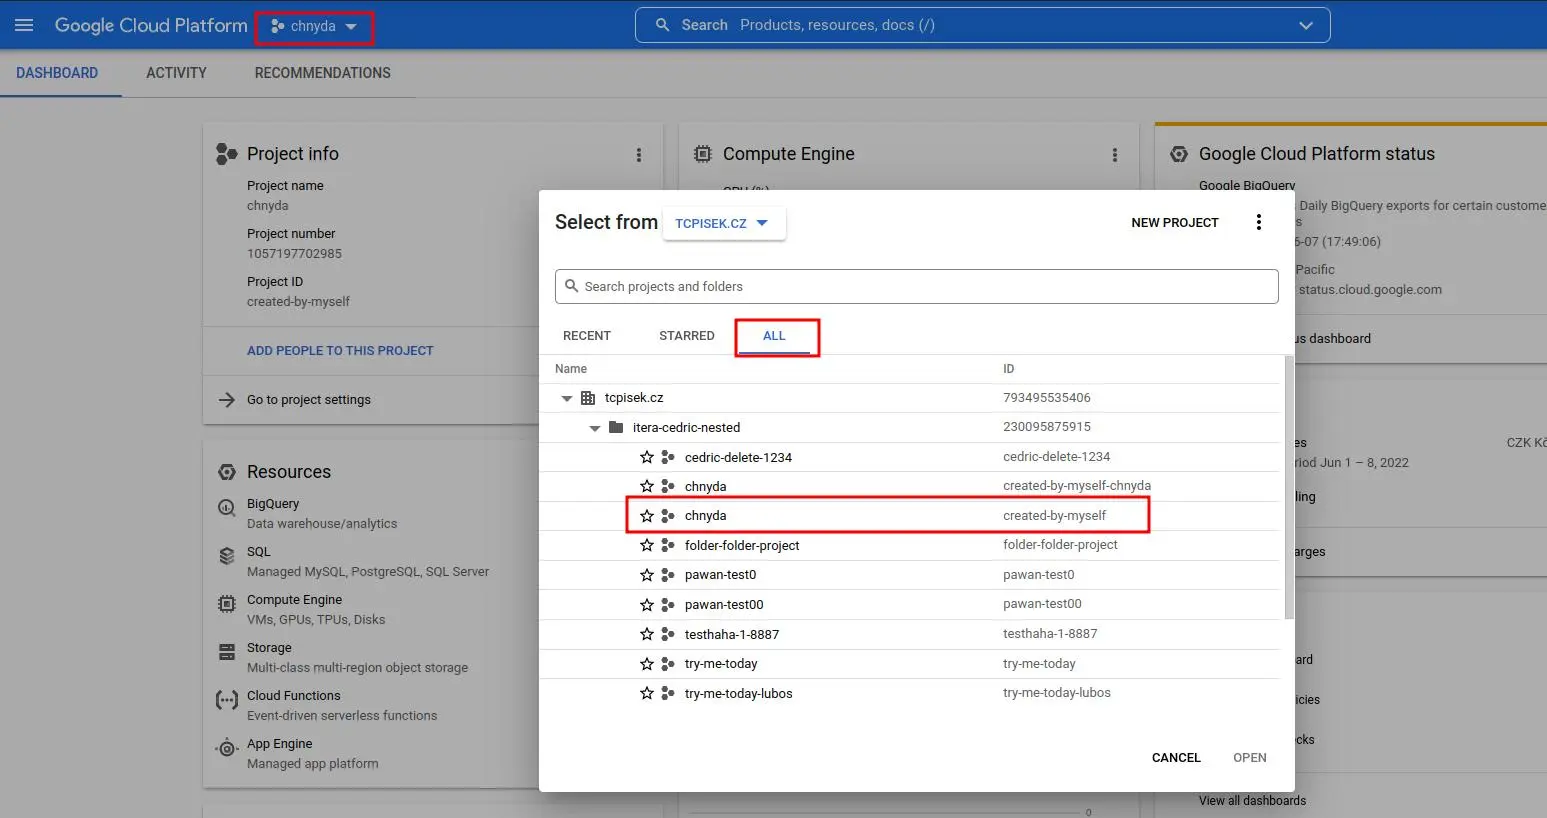 Google Cloud Platform chnyda
Search Products, resources, docs (/)
DASHBOARD ACTIVITY RECOMMENDATIONS
Project info
Project name
chnyda
Project number
1057197702985
Project ID
created-by-myself
ADD PEOPLE TO THIS PROJECT
Go to project settings
Resources
BigQuery
Data warehouse/analytics
SQL
Managed MySQL, PostgreSQL, SQL Server
Compute Engine
VMs, GPUs, TPUs, Disks
Storage
Multi-class multi-region object storage
Cloud Functions
Event-driven serverless functions
App Engine
Managed app platform
Compute Engine
CPU (%)
Select from TCPISEK.CZ
NEW PROJECT
Search projects and folders
RECENT STARRED ALL
Name ID
tcpisek.cz 793495535406
itera-cedric-nested 230095875915
cedric-delete-1234 cedric-delete-1234
chnyda created-by-myself-chnyda
chnyda created-by-myself
folder-folder-project folder-folder-project
pawan-test0 pawan-test0
pawan-test00 pawan-test00
testhaha-1-8887 testhaha-1-8887
try-me-today try-me-today
try-me-today-lubos try-me-today-lubos
CANCEL OPEN
0
Google Cloud Platform status
Google BigQuery
Daily BigQuery exports for certain custome
s
-07 (17:49:06)
Pacific
status.cloud.google.com
us dashboard
es CZK Kč
riod Jun 1 – 8, 2022
ling
arges
ard
icies
cks
View all dashboards